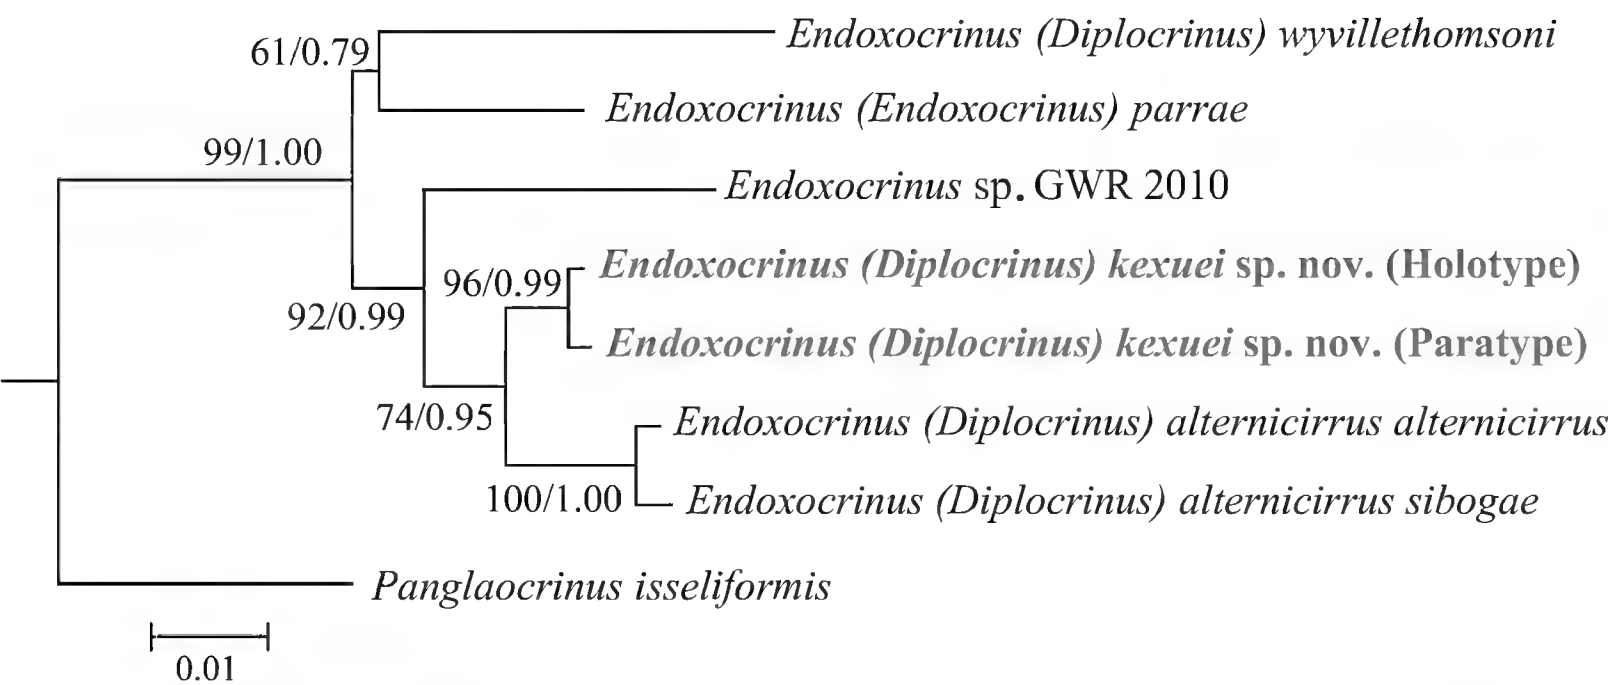 61/0.79
Endoxocrinus (Diplocrinus) wyvillethomsoni
Endoxocrinus (Endoxocrinus) parrae
99/1.00
Endoxocrinus sp. GWR 2010
96/0.99
Endoxocrinus (Diplocrinus) kexuei sp. nov. (Holotype)
92/0.99
Endoxocrinus (Diplocrinus) kexuei sp. nov. (Paratype)
74/0.95
Endoxocrinus (Diplocrinus) alternicirrus alternicirrus
100/1.00
Endoxocrinus (Diplocrinus) alternicirrus sibogae
Panglaocrinus isseliformis
0.01